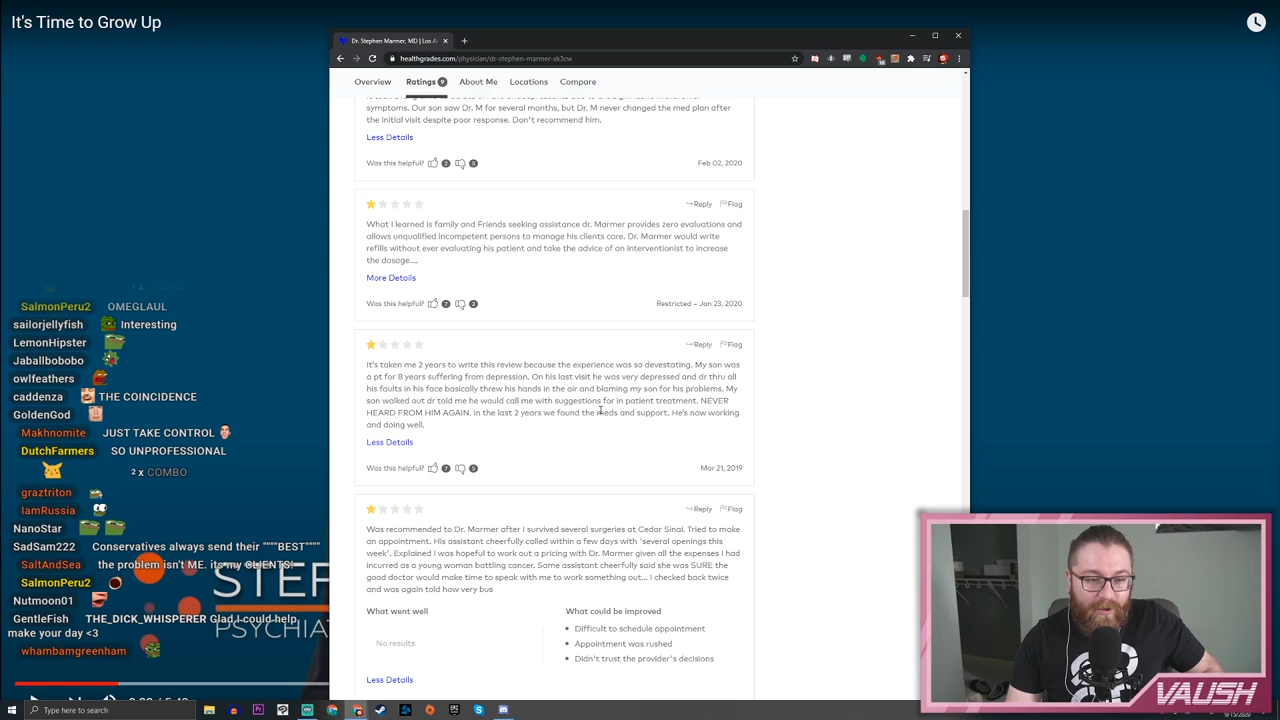 It's Time to Grow Up
Dr. Stephen Marmer, MD | Los A
healthgrades.com/physician/dr-stephen-marmer-xk3cw
Overview
Ratings 9
About Me
Locations
Compare
symptoms. Our son saw Dr. M for several months, but Dr. M never changed the med plan after
the initial visit despite poor response. Don't recommend him.
Less Details
Was this helpful? 2 5
Feb 02, 2020
Reply Flag
What I learned is family and Friends seeking assistance dr. Marmer provides zero evaluations and
allows unqualified incompetent persons to manage his clients care. Dr. Marmer would write
refills without ever evaluating his patient and take the advice of an interventionist to increase
the dosage....
More Details
Was this helpful? 7 2
Restricted – Jan 23, 2020
Reply Flag
It's taken me 2 years to write this review because the experience was so devestating. My son was
a pt for 8 years suffering from depression. On his last visit he was very depressed and dr thru all
his faults in his face basically threw his hands in the air and blaming my son for his problems. My
son walked out dr told me he would call me with suggestions for in patient treatment. NEVER
HEARD FROM HIM AGAIN. In the last 2 years we found the meds and support. He's now working
and doing well.
Less Details
Was this helpful? 7 5
Mar 21, 2019
Reply Flag
Was recommended to Dr. Marmer after I survived several surgeries at Cedar Sinai. Tried to make
an appointment. His assistant cheerfully called within a few days with 'several openings this
week'. Explained I was hopeful to work out a pricing with Dr. Marmer given all the expenses I had
incurred as a young woman battling cancer. Same assistant cheerfully said she was SURE the
good doctor would make time to speak with me to work something out... I checked back twice
and was again told how very bus
What went well
No results
What could be improved
Difficult to schedule appointment
Appointment was rushed
Didn't trust the provider's decisions
Less Details
SalmonPeru2 OMEGLAUL
sailorjellyfish Interesting
LemonHipster
Jaballbobobo
owlfeathers
caddenza THE COINCIDENCE
GoldenGod
Makhnomite JUST TAKE CONTROL
DutchFarmers SO UNPROFESSIONAL
2 x COMBO
graztriton
IamRussia
NanoStar
SadSam222 Conservatives always send their """"BEST""""
SaltAndSea the problem isn't ME. its my CLIENTS!
SalmonPeru2
Nutmoon01
GentleFish THE_DICK_WHISPERER Glad I could help
make your day <3
whambamgreenham
STEP
PSYCHIAT
VAUSH
Type here to search
9/15/2020